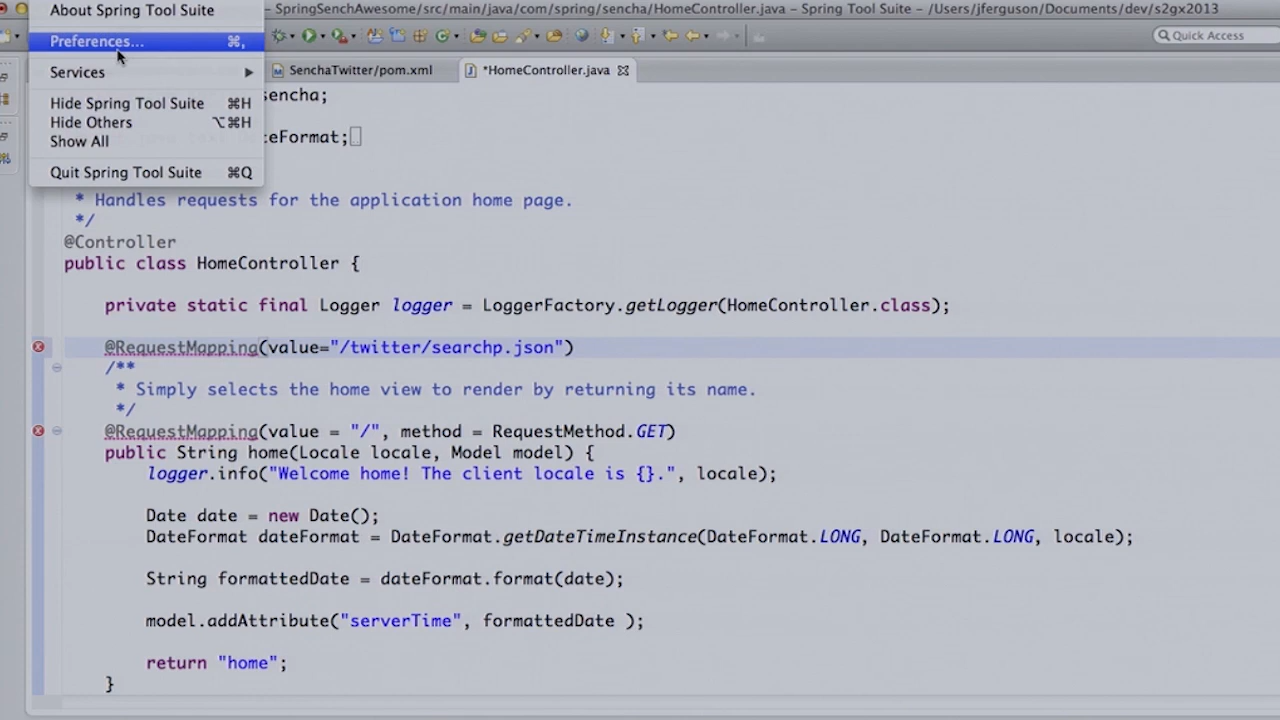 About Spring Tool Suite
SpringSenchAwesome/src/main/java/com/spring/sencha/HomeController.java - Spring Tool Suite - /Users/jferguson/Documents/dev/s2gx2013
Preferences... ⌘,
Quick Access
Services
SenchaTwitter/pom.xml
*HomeController.java
Hide Spring Tool Suite ⌘H
sencha;
Hide Others ⌥⌘H
Show All
teFormat;
Quit Spring Tool Suite ⌘Q
* Handles requests for the application home page.
*/
@Controller
public class HomeController {
private static final Logger logger = LoggerFactory.getLogger(HomeController.class);
@RequestMapping(value="/twitter/searchp.json")
/**
* Simply selects the home view to render by returning its name.
*/
@RequestMapping(value = "/", method = RequestMethod.GET)
public String home(Locale locale, Model model) {
logger.info("Welcome home! The client locale is {}.", locale);
Date date = new Date();
DateFormat dateFormat = DateFormat.getDateTimeInstance(DateFormat.LONG, DateFormat.LONG, locale);
String formattedDate = dateFormat.format(date);
model.addAttribute("serverTime", formattedDate );
return "home";
}